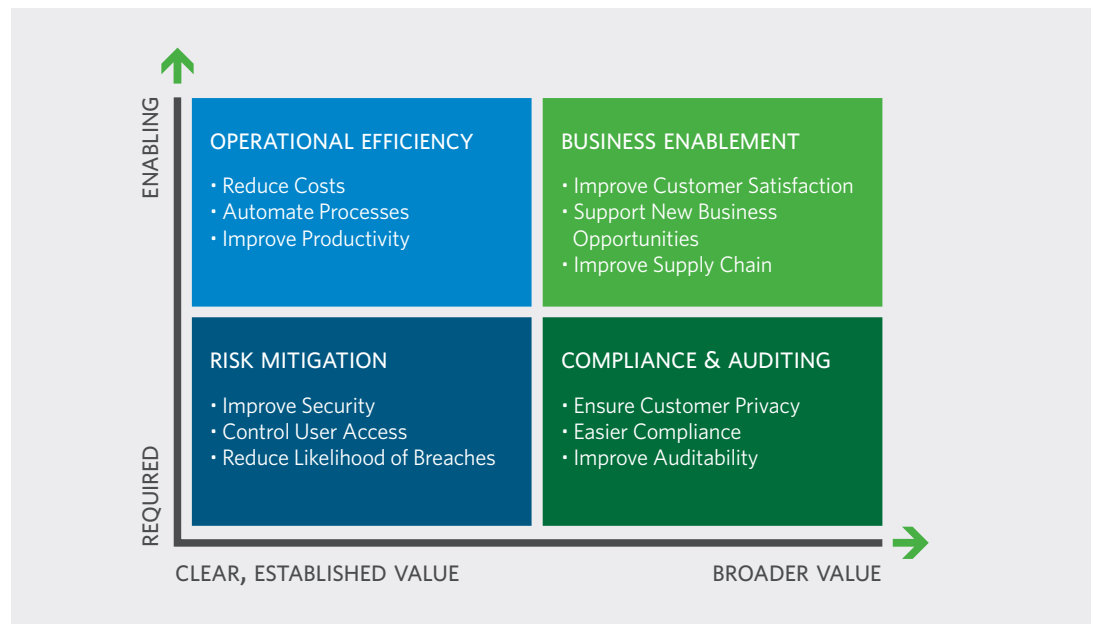 ENABLING
OPERATIONAL EFFICIENCY
· Reduce Costs
· Automate Processes
· Improve Productivity
BUSINESS ENABLEMENT
· Improve Customer Satisfaction
· Support New Business
Opportunities
· Improve Supply Chain
REQUIRED
RISK MITIGATION
· Improve Security
· Control User Access
· Reduce Likelihood of Breaches
COMPLIANCE & AUDITING
· Ensure Customer Privacy
· Easier Compliance
· Improve Auditability
CLEAR, ESTABLISHED VALUE
BROADER VALUE